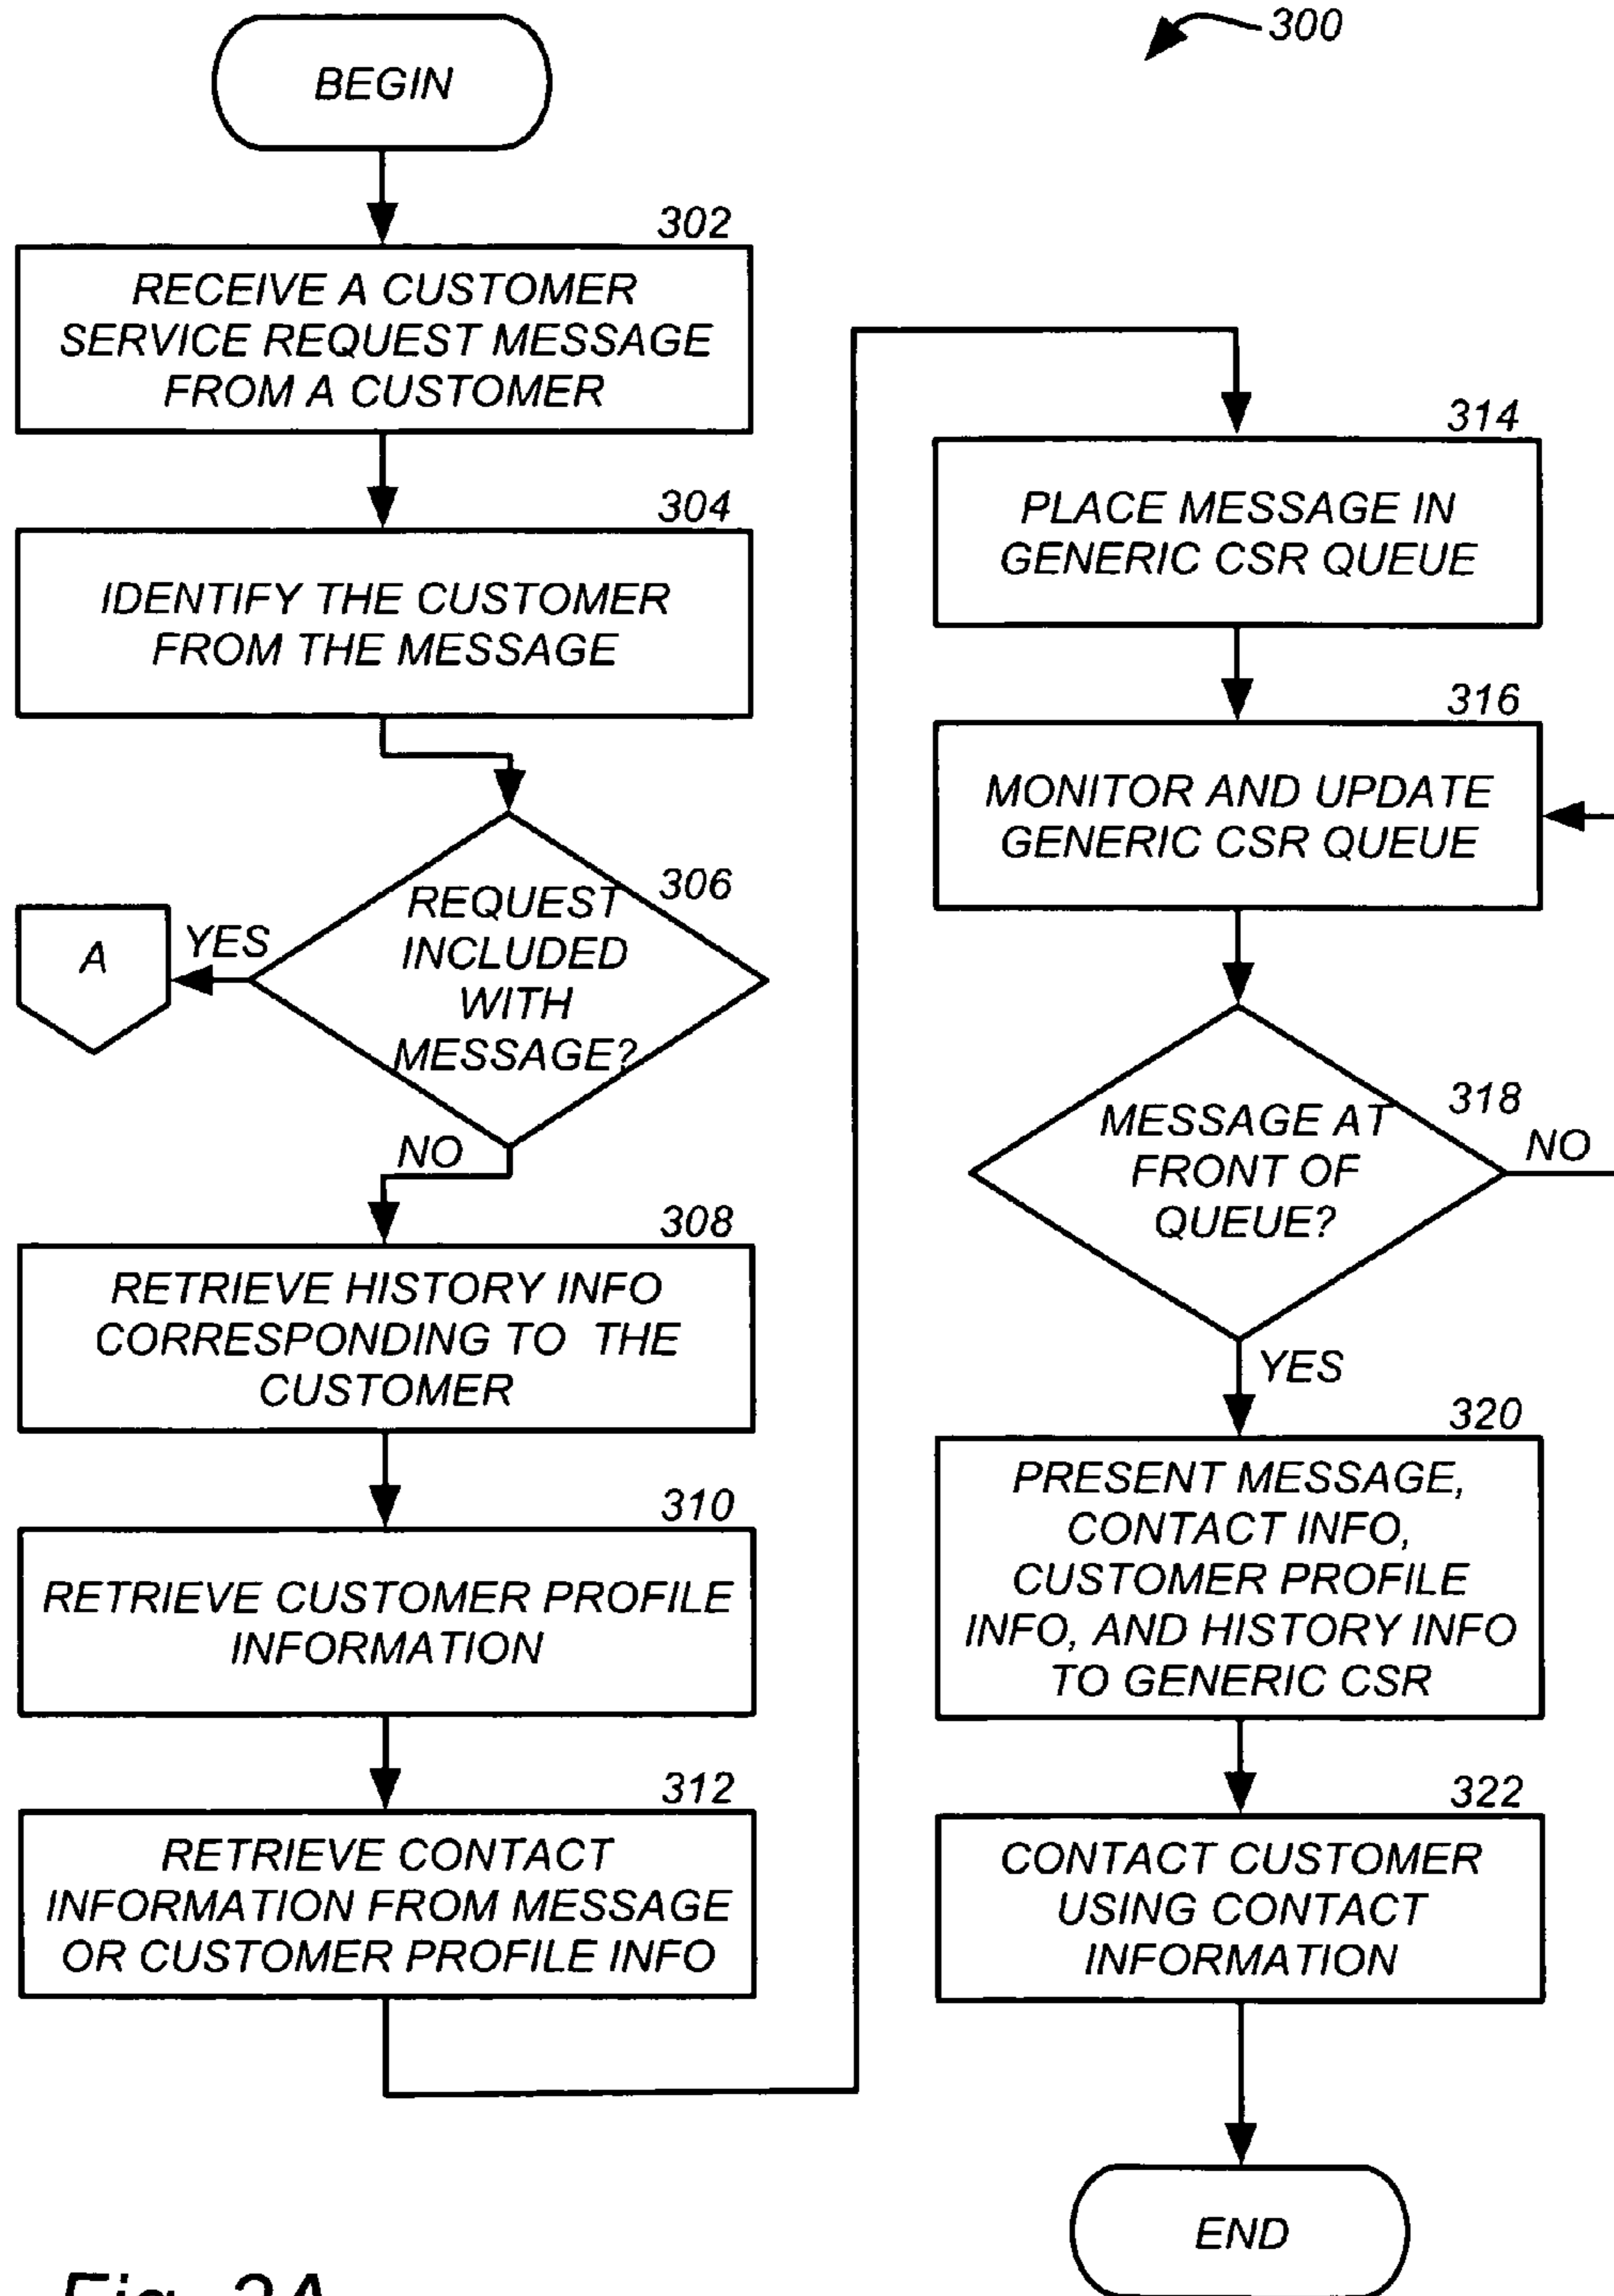 300
BEGIN
302
RECEIVE A CUSTOMER
SERVICE REQUEST MESSAGE
FROM A CUSTOMER
304
IDENTIFY THE CUSTOMER
FROM THE MESSAGE
306
REQUEST
INCLUDED
WITH
MESSAGE?
YES
A
NO
308
RETRIEVE HISTORY INFO
CORRESPONDING TO THE
CUSTOMER
310
RETRIEVE CUSTOMER PROFILE
INFORMATION
312
RETRIEVE CONTACT
INFORMATION FROM MESSAGE
OR CUSTOMER PROFILE INFO
314
PLACE MESSAGE IN
GENERIC CSR QUEUE
316
MONITOR AND UPDATE
GENERIC CSR QUEUE
318
MESSAGE AT
FRONT OF
QUEUE?
NO
YES
320
PRESENT MESSAGE,
CONTACT INFO,
CUSTOMER PROFILE
INFO, AND HISTORY INFO
TO GENERIC CSR
322
CONTACT CUSTOMER
USING CONTACT
INFORMATION
END
Fig.